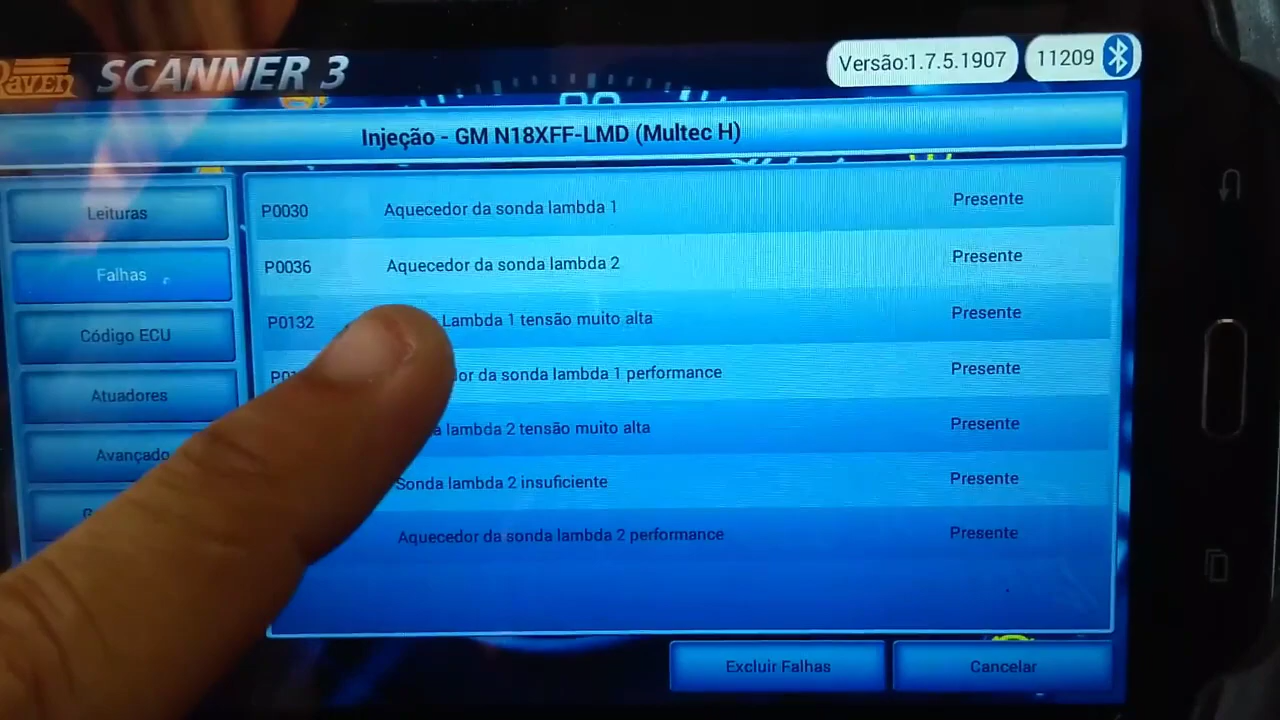 RAVEN SCANNER 3
Versão:1.7.5.1907
11209
Injeção - GM N18XFF-LMD (Multec H)
Leituras
Falhas
Código ECU
Atuadores
Avançado
P0030 Aquecedor da sonda lambda 1 Presente
P0036 Aquecedor da sonda lambda 2 Presente
P0132 Lambda 1 tensão muito alta Presente
da sonda lambda 1 performance Presente
lambda 2 tensão muito alta Presente
Sonda lambda 2 insuficiente Presente
Aquecedor da sonda lambda 2 performance Presente
Excluir Falhas
Cancelar